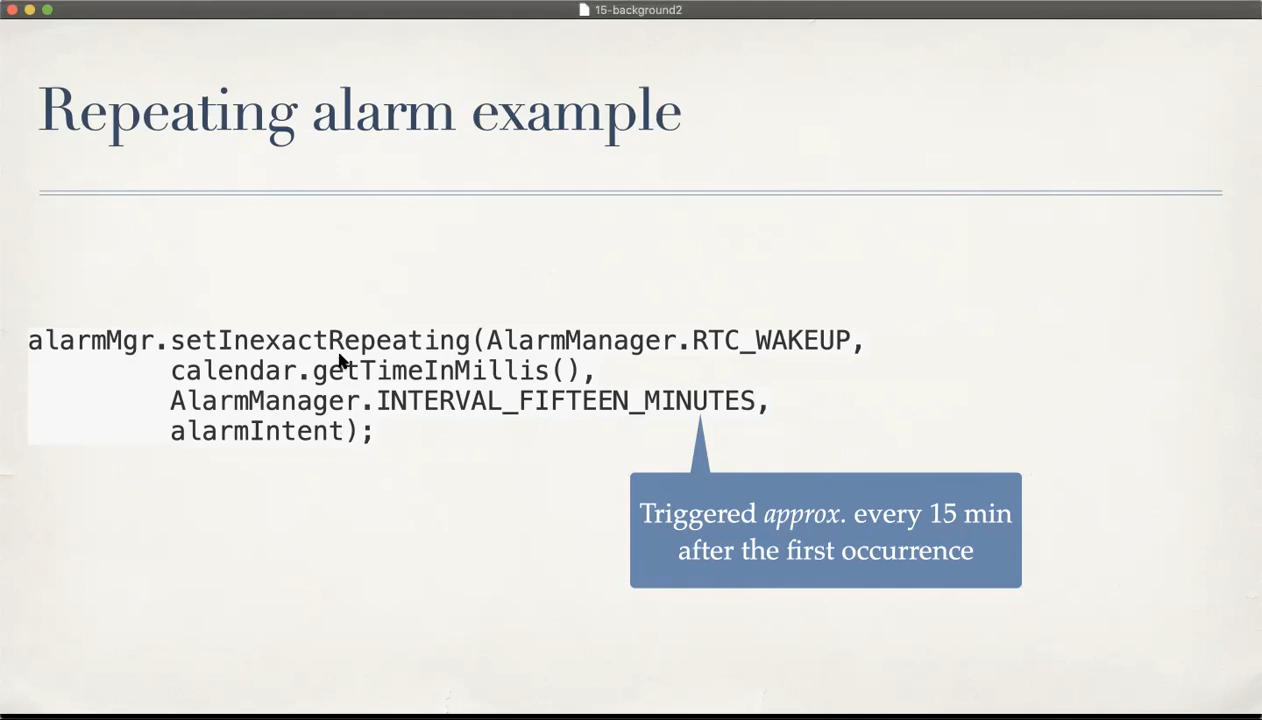 15-background2
Repeating alarm example
alarmMgr.setInexactRepeating(AlarmManager.RTC_WAKEUP,
calendar.getTimeInMillis(),
AlarmManager.INTERVAL_FIFTEEN_MINUTES,
alarmIntent);
Triggered approx. every 15 min
after the first occurrence